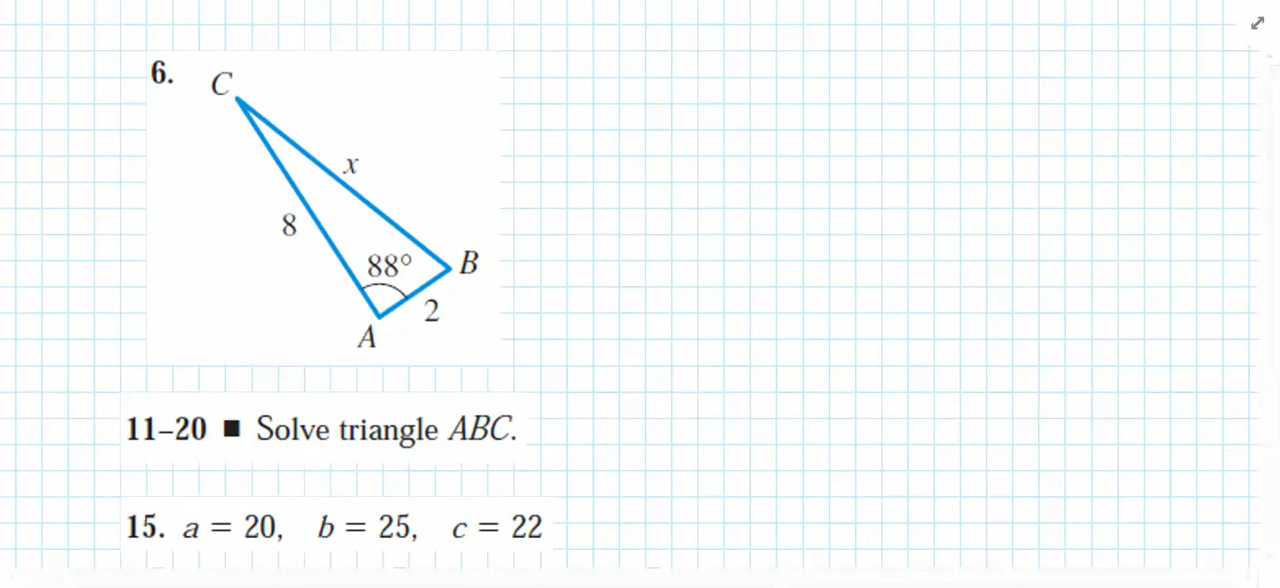 6.
C
x
8
88°
B
2
A
11–20 ■ Solve triangle ABC.
15. a = 20, b = 25, c = 22